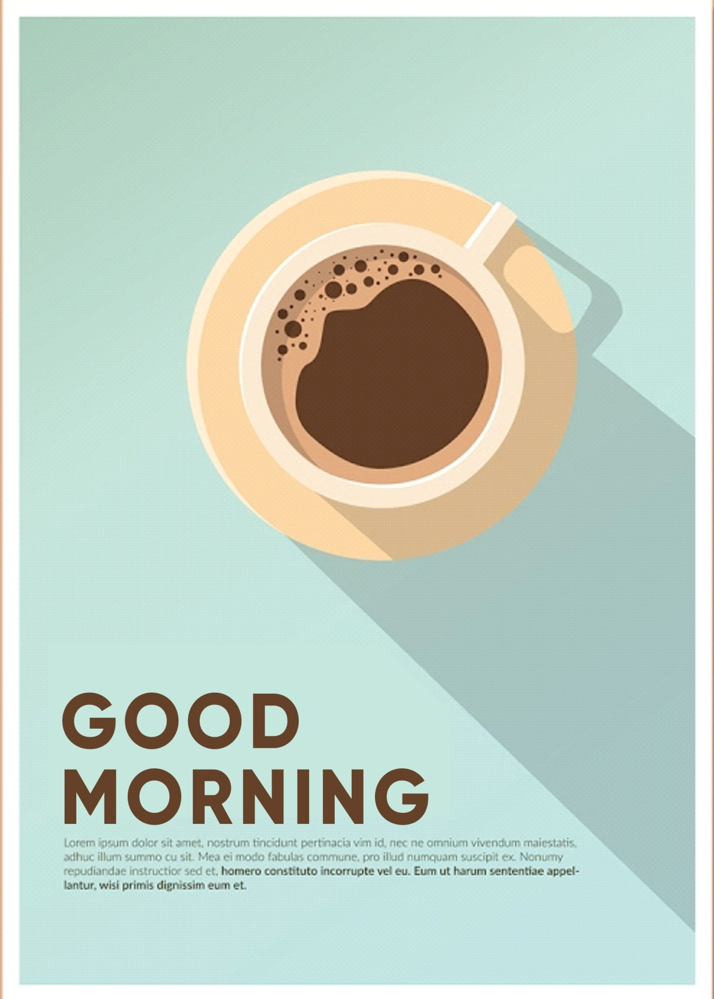 GOOD
MORNING
Lorem ipsum dolor sit amet, nostrum tincidunt pertinacia vim id, nec ne omnium vivendum maiestatis,
adhuc illum summo cu sit. Mea ei modo fabulas commune, pro illud numquam suscipit ex. Nonumy
repudiandae instructior sed et, homero constituto incorrupte vel eu. Eum ut harum sententiae appel-
lantur, wisi primis dignissim eum et.